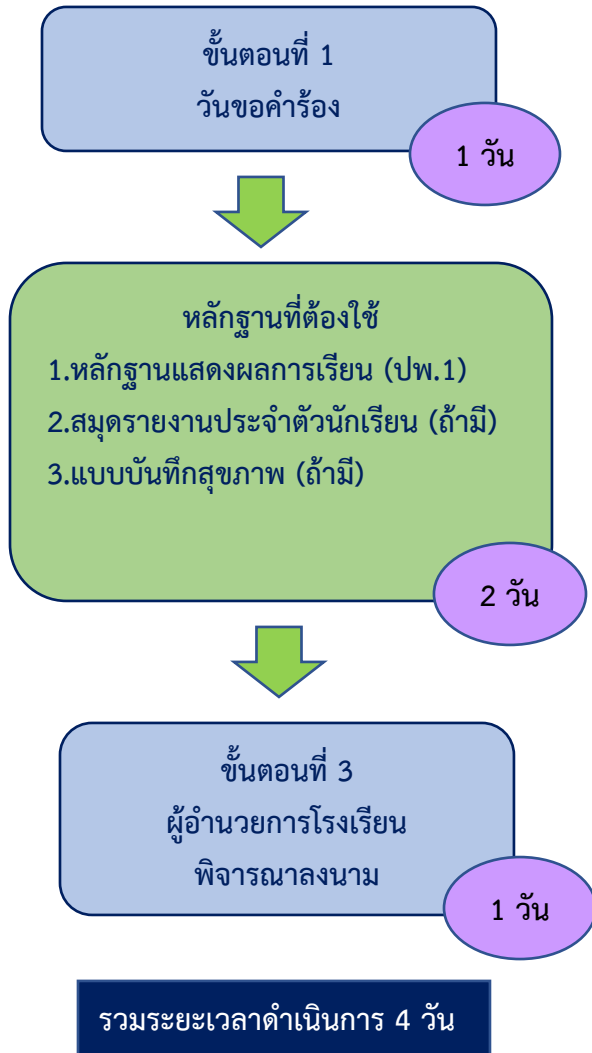 ขั้นตอนที่ 1
วันขอคำร้อง
1 วัน
หลักฐานที่ต้องใช้
1.หลักฐานแสดงผลการเรียน (ปพ.1)
2.สมุดรายงานประจำตัวนักเรียน (ถ้ามี)
3.แบบบันทึกสุขภาพ (ถ้ามี)
2 วัน
ขั้นตอนที่ 3
ผู้อำนวยการโรงเรียน
พิจารณาลงนาม
1 วัน
รวมระยะเวลาดำเนินการ 4 วัน